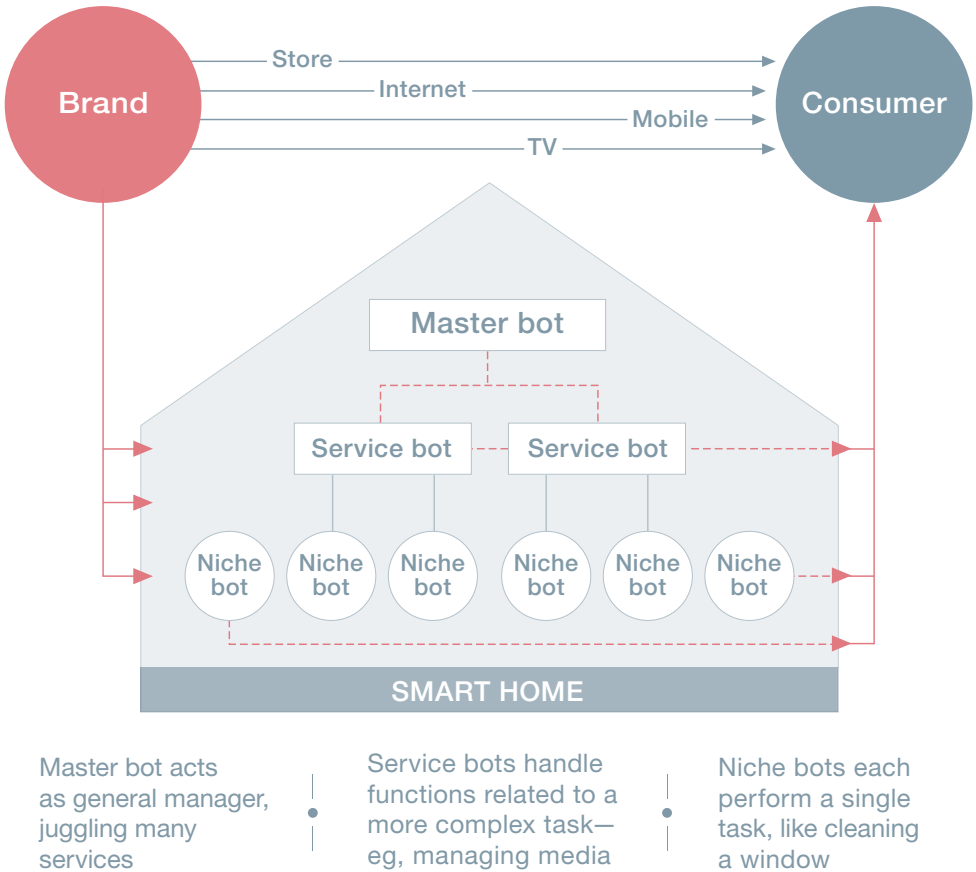 Brand
Store
Internet
Mobile
TV
Consumer
Master bot
Service bot
Service bot
Niche
bot
Niche
bot
Niche
bot
Niche
bot
Niche
bot
Niche
bot
SMART HOME
Master bot acts
as general manager,
juggling many
services
Service bots handle
functions related to a
more complex task—
eg, managing media
Niche bots each
perform a single
task, like cleaning
a window